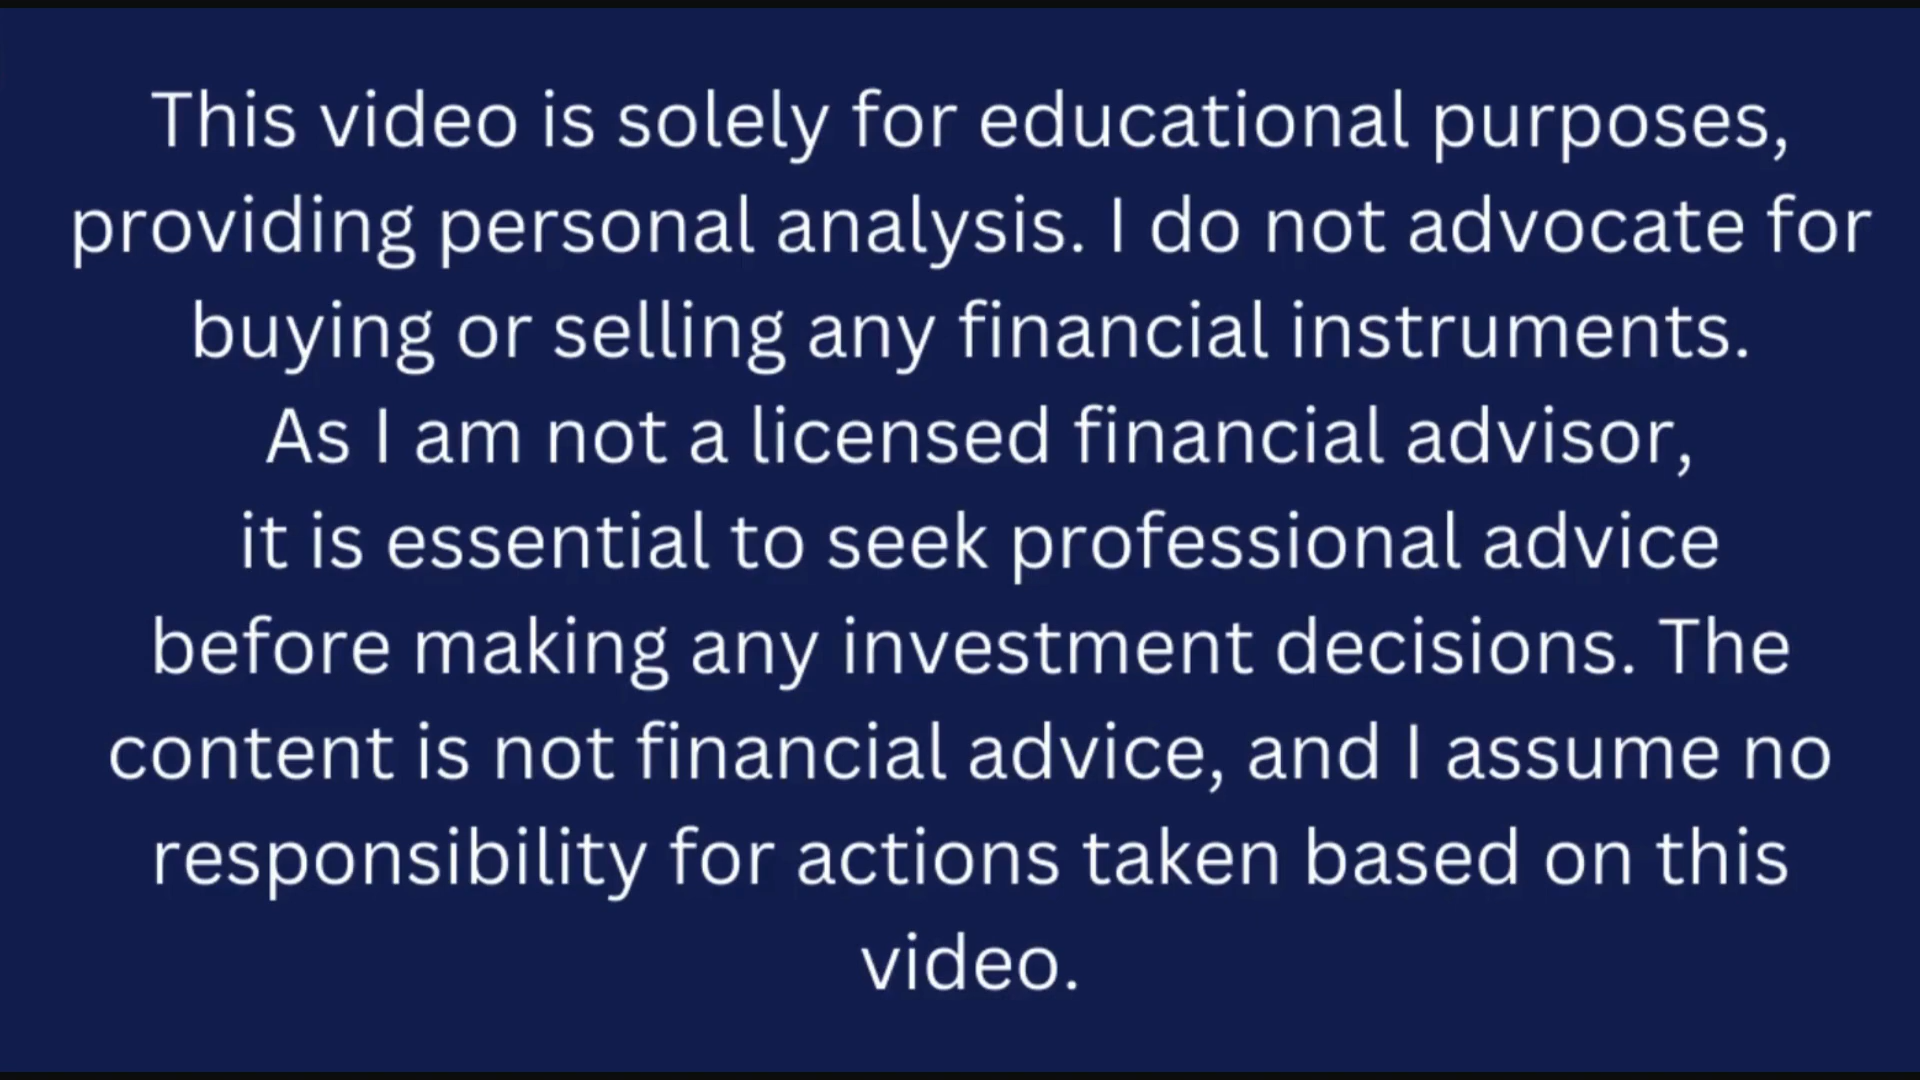 This video is solely for educational purposes,
providing personal analysis. I do not advocate for
buying or selling any financial instruments.
As I am not a licensed financial advisor,
it is essential to seek professional advice
before making any investment decisions. The
content is not financial advice, and I assume no
responsibility for actions taken based on this
video.